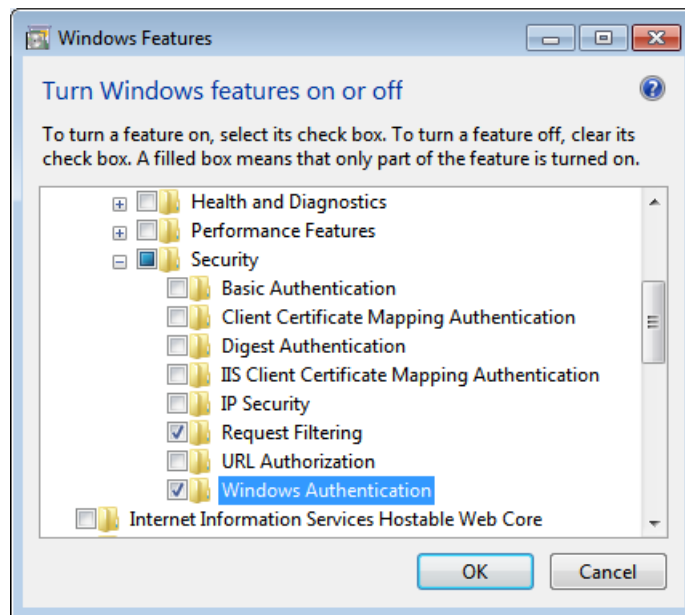 Windows Features
Turn Windows features on or off
To turn a feature on, select its check box. To turn a feature off, clear its
check box. A filled box means that only part of the feature is turned on.
Health and Diagnostics
Performance Features
Security
Basic Authentication
Client Certificate Mapping Authentication
Digest Authentication
IIS Client Certificate Mapping Authentication
IP Security
Request Filtering
URL Authorization
Windows Authentication
Internet Information Services Hostable Web Core
OK
Cancel